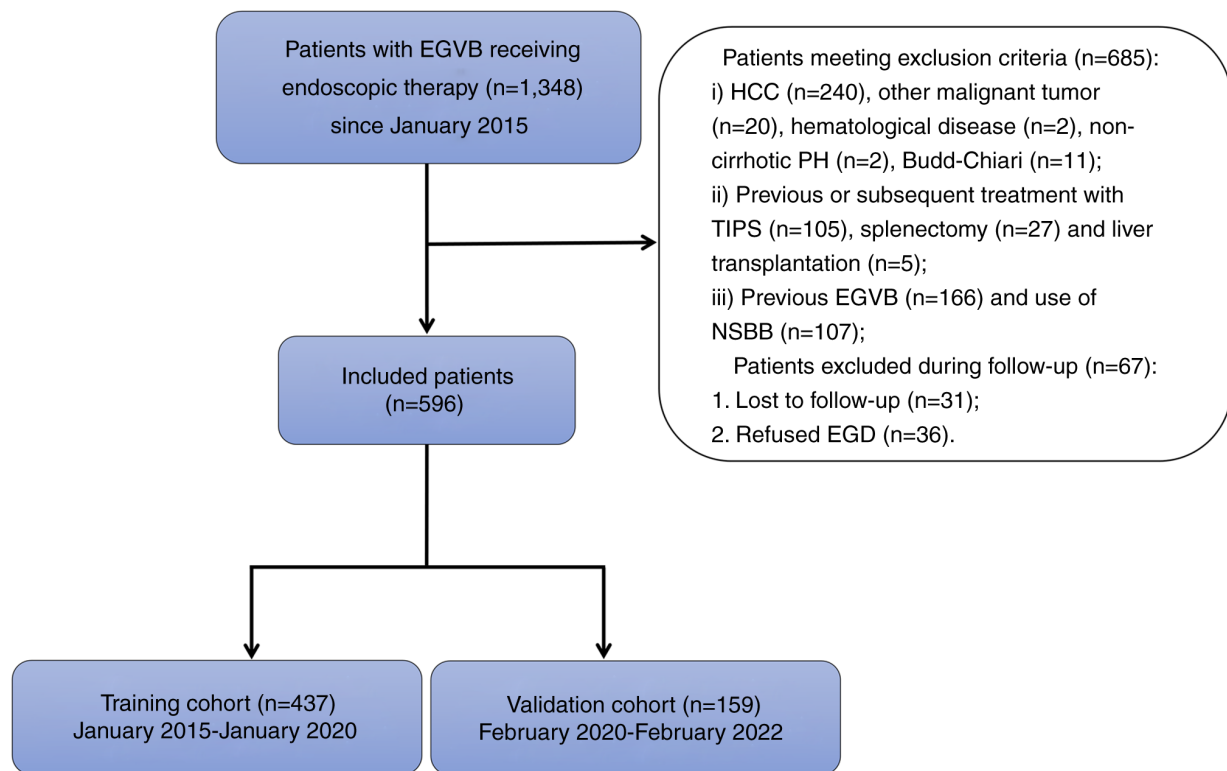 Patients with EGVB receiving
endoscopic therapy (n=1,348)
since January 2015
Patients meeting exclusion criteria (n=685):
i) HCC (n=240), other malignant tumor
(n=20), hematological disease (n=2), non-
cirrhotic PH (n=2), Budd-Chiari (n=11);
ii) Previous or subsequent treatment with
TIPS (n=105), splenectomy (n=27) and liver
transplantation (n=5);
iii) Previous EGVB (n=166) and use of
NSBB (n=107);
Patients excluded during follow-up (n=67):
1. Lost to follow-up (n=31);
2. Refused EGD (n=36).
Included patients
(n=596)
Training cohort (n=437)
January 2015-January 2020
Validation cohort (n=159)
February 2020-February 2022